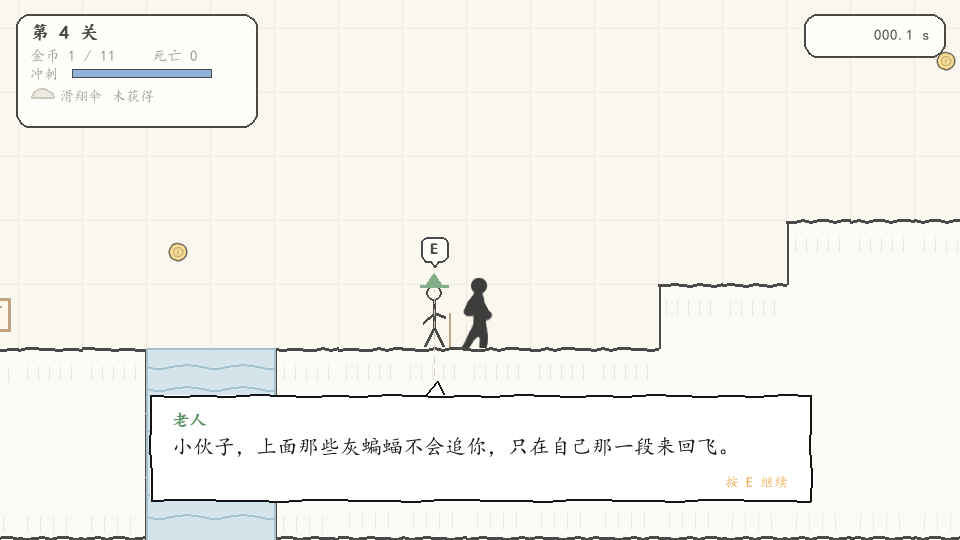 第 4 关
金币 1 / 11 死亡 0
冲刺
滑翔伞 未获得
000.1 s
E
老人
小伙子，上面那些灰蝙蝠不会追你，只在自己那一段来回飞。
按 E 继续